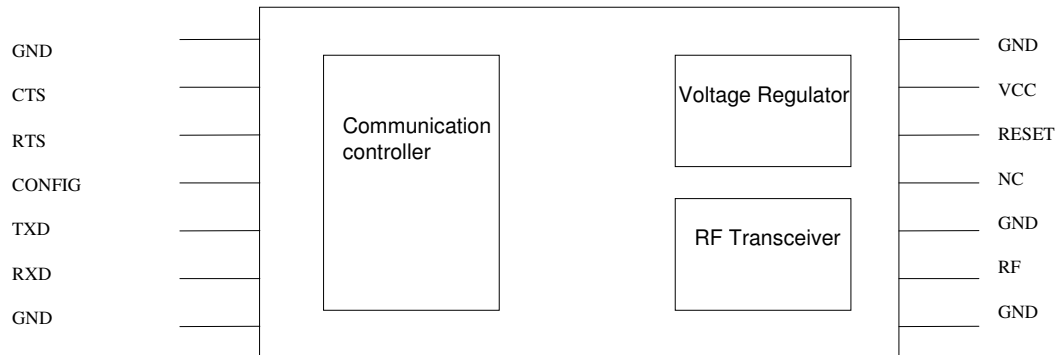 GND
CTS
RTS
CONFIG
TXD
RXD
GND
Communication
controller
Voltage Regulator
RF Transceiver
GND
VCC
RESET
NC
GND
RF
GND